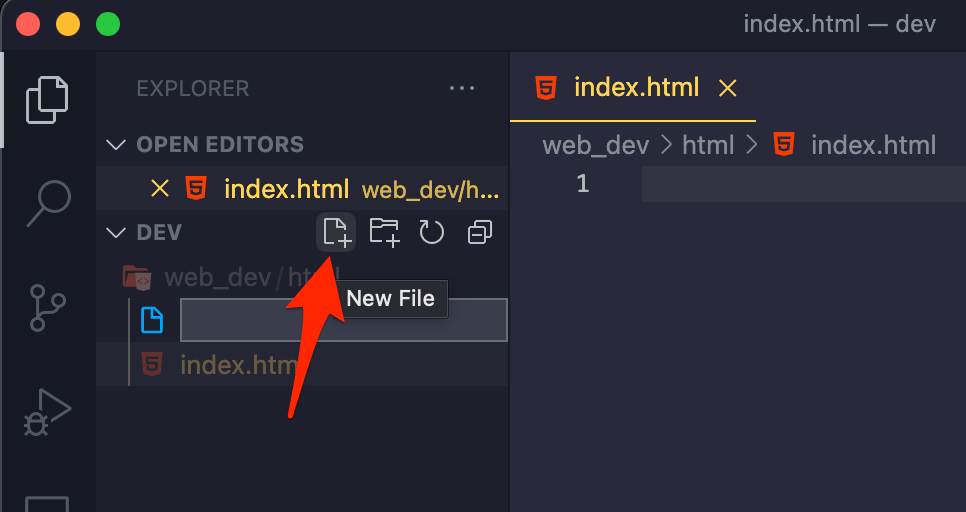 index.html — dev
EXPLORER ...
index.html
OPEN EDITORS
web_dev > html > index.html
index.html web_dev/h...
1
DEV
web_dev / html
New File
index.htm